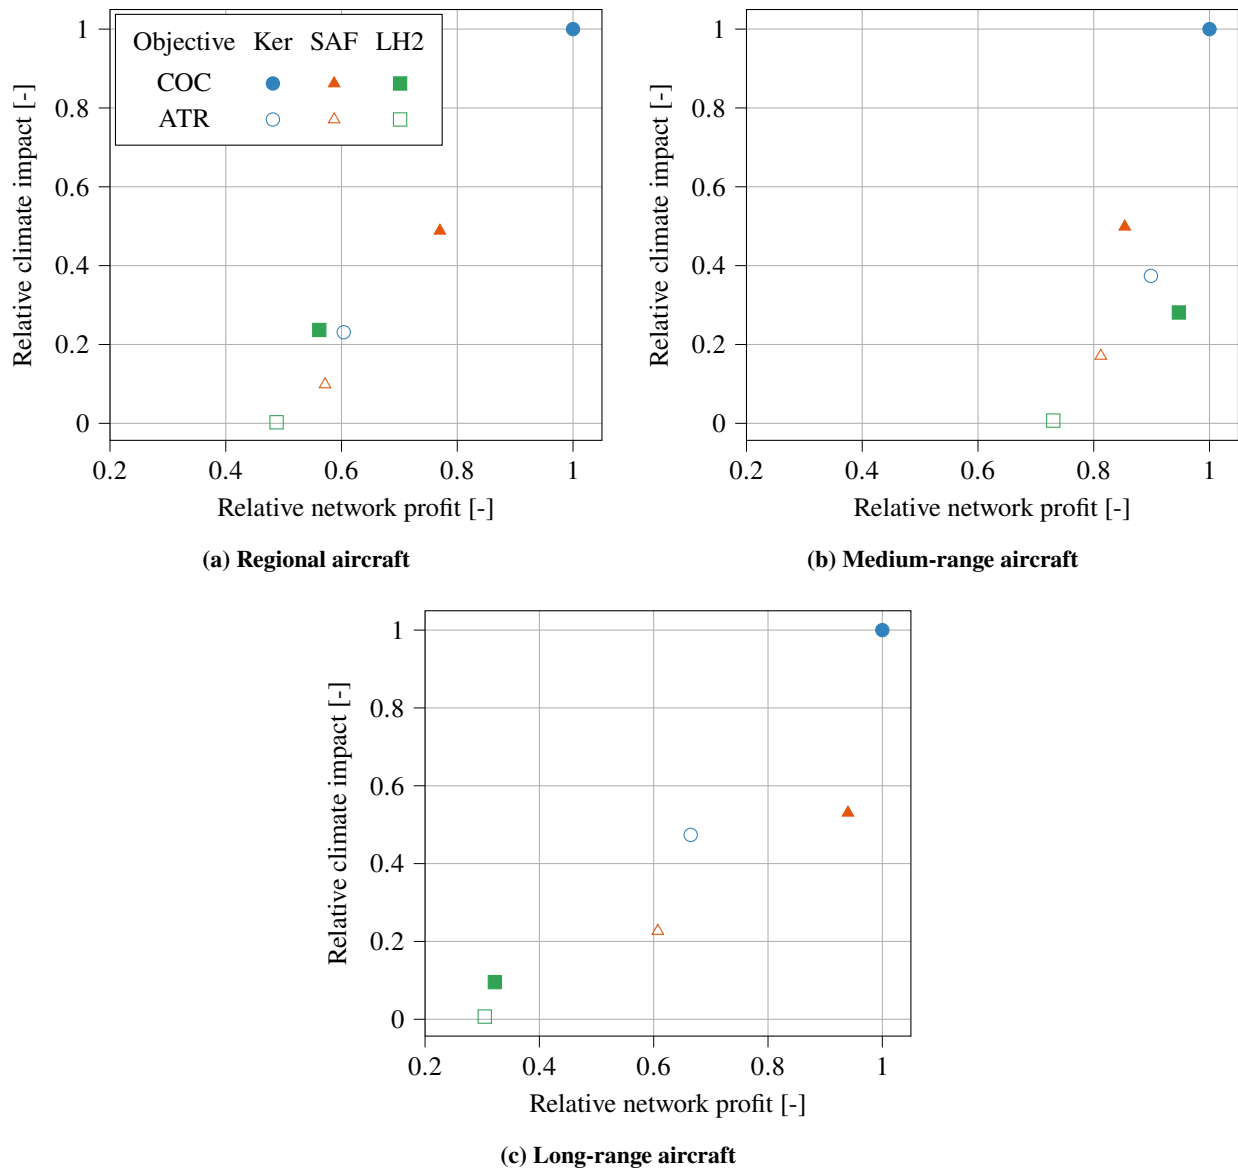 Objective Ker SAF LH2
COC
ATR
1
0.8
0.6
0.4
0.2
0
Relative climate impact [-]
0.2 0.4 0.6 0.8 1
Relative network profit [-]
(a) Regional aircraft
1
0.8
0.6
0.4
0.2
0
Relative climate impact [-]
0.2 0.4 0.6 0.8 1
Relative network profit [-]
(b) Medium-range aircraft
1
0.8
0.6
0.4
0.2
0
Relative climate impact [-]
0.2 0.4 0.6 0.8 1
Relative network profit [-]
(c) Long-range aircraft